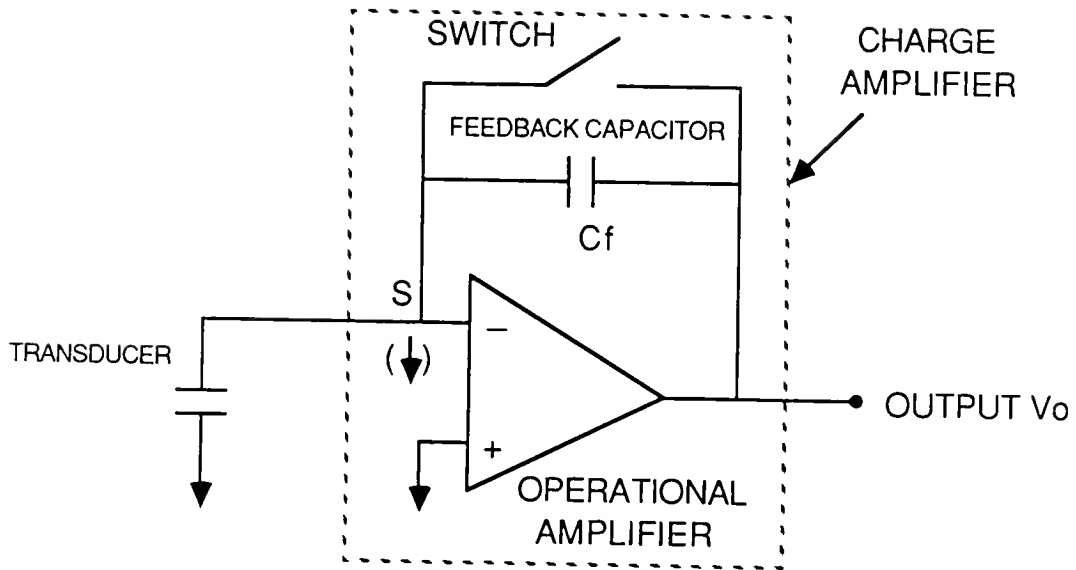 SWITCH
CHARGE
AMPLIFIER
FEEDBACK CAPACITOR
Cf
S
( )
−
TRANSDUCER
+
OUTPUT Vo
OPERATIONAL
AMPLIFIER